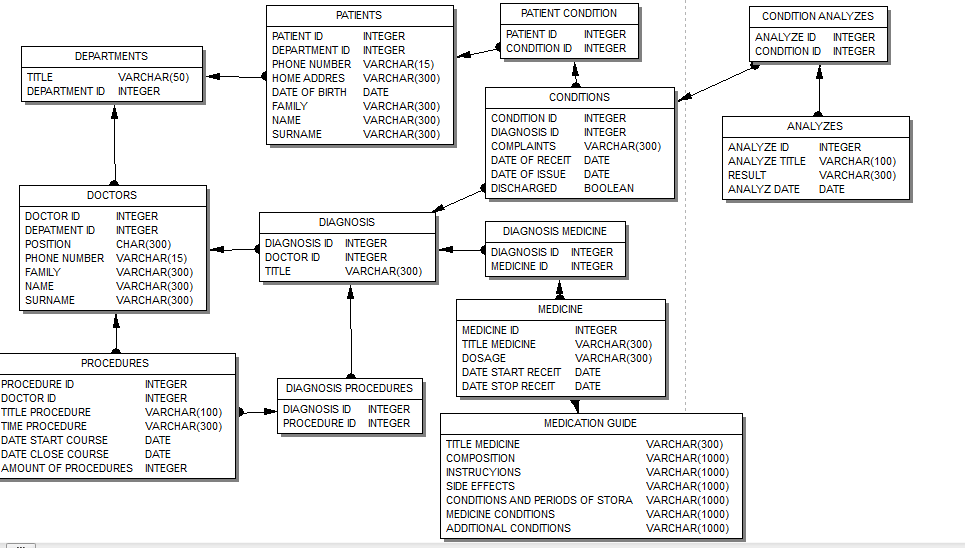 PATIENTS
PATIENT ID INTEGER
DEPARTMENT ID INTEGER
PHONE NUMBER VARCHAR(15)
HOME ADDRES VARCHAR(300)
DATE OF BIRTH DATE
FAMILY VARCHAR(300)
NAME VARCHAR(300)
SURNAME VARCHAR(300)
PATIENT CONDITION
PATIENT ID INTEGER
CONDITION ID INTEGER
CONDITION ANALYZES
ANALYZE ID INTEGER
CONDITION ID INTEGER
DEPARTMENTS
TITLE VARCHAR(50)
DEPARTMENT ID INTEGER
CONDITIONS
CONDITION ID INTEGER
DIAGNOSIS ID INTEGER
COMPLAINTS VARCHAR(300)
DATE OF RECEIT DATE
DATE OF ISSUE DATE
DISCHARGED BOOLEAN
ANALYZES
ANALYZE ID INTEGER
ANALYZE TITLE VARCHAR(100)
RESULT VARCHAR(300)
ANALYZ DATE DATE
DOCTORS
DOCTOR ID INTEGER
DEPATMENT ID INTEGER
POSITION CHAR(300)
PHONE NUMBER VARCHAR(15)
FAMILY VARCHAR(300)
NAME VARCHAR(300)
SURNAME VARCHAR(300)
DIAGNOSIS
DIAGNOSIS ID INTEGER
DOCTOR ID INTEGER
TITLE VARCHAR(300)
DIAGNOSIS MEDICINE
DIAGNOSIS ID INTEGER
MEDICINE ID INTEGER
MEDICINE
MEDICINE ID INTEGER
TITLE MEDICINE VARCHAR(300)
DOSAGE VARCHAR(300)
DATE START RECEIT DATE
DATE STOP RECEIT DATE
PROCEDURES
PROCEDURE ID INTEGER
DOCTOR ID INTEGER
TITLE PROCEDURE VARCHAR(100)
TIME PROCEDURE VARCHAR(300)
DATE START COURSE DATE
DATE CLOSE COURSE DATE
AMOUNT OF PROCEDURES INTEGER
DIAGNOSIS PROCEDURES
DIAGNOSIS ID INTEGER
PROCEDURE ID INTEGER
MEDICATION GUIDE
TITLE MEDICINE VARCHAR(300)
COMPOSITION VARCHAR(1000)
INSTRUCYIONS VARCHAR(1000)
SIDE EFFECTS VARCHAR(1000)
CONDITIONS AND PERIODS OF STORA VARCHAR(1000)
MEDICINE CONDITIONS VARCHAR(1000)
ADDITIONAL CONDITIONS VARCHAR(1000)